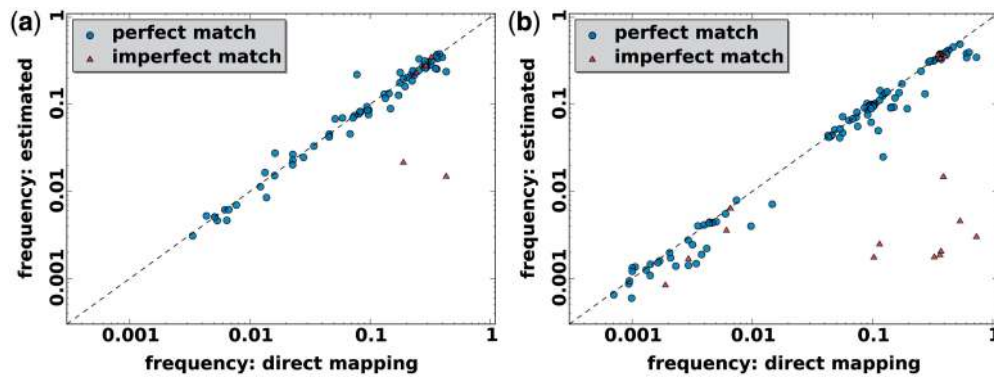 (a)
perfect match
imperfect match
frequency: estimated
1
0.1
0.01
0.001
0.001
0.01
0.1
1
frequency: direct mapping
(b)
perfect match
imperfect match
frequency: estimated
1
0.1
0.01
0.001
0.001
0.01
0.1
1
frequency: direct mapping